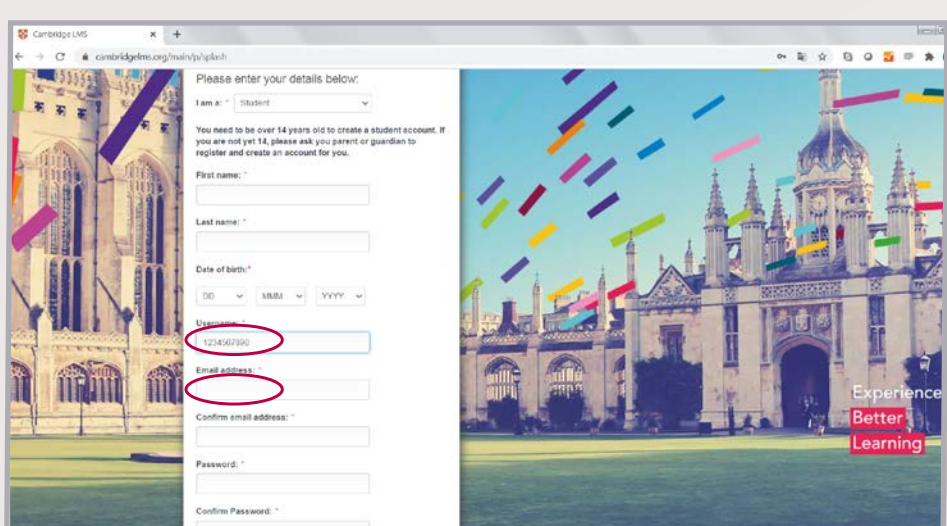 Cambridge LMS
cambridgelms.org/main/p/splash
Please enter your details below:
I am a: * Student
You need to be over 14 years old to create a student account. If
you are not yet 14, please ask you parent or guardian to
register and create an account for you.
First name: *
Last name: *
Date of birth:*
DD MMM YYYY
Username: *
1234567890
Email address: *
Confirm email address: *
Password: *
Confirm Password: *
Experience
Better
Learning